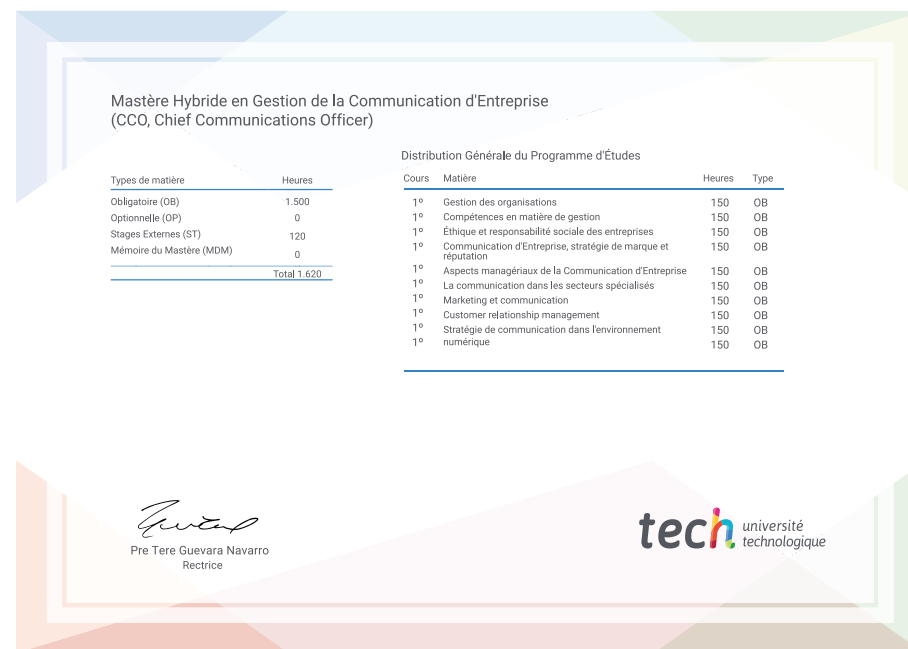 Mastère Hybride en Gestion de la Communication d'Entreprise
(CCO, Chief Communications Officer)
Types de matière Heures
Obligatoire (OB) 1.500
Optionnelle (OP) 0
Stages Externes (ST) 120
Mémoire du Mastère (MDM) 0
Total 1.620
Distribution Générale du Programme d'Études
Cours Matière Heures Type
1º Gestion des organisations 150 OB
1º Compétences en matière de gestion 150 OB
1º Éthique et responsabilité sociale des entreprises 150 OB
1º Communication d'Entreprise, stratégie de marque et 150 OB
réputation
1º Aspects managériaux de la Communication d'Entreprise 150 OB
1º La communication dans les secteurs spécialisés 150 OB
1º Marketing et communication 150 OB
1º Customer relationship management 150 OB
1º Stratégie de communication dans l'environnement 150 OB
1º numérique 150 OB
Pre Tere Guevara Navarro
Rectrice
tech université
technologique